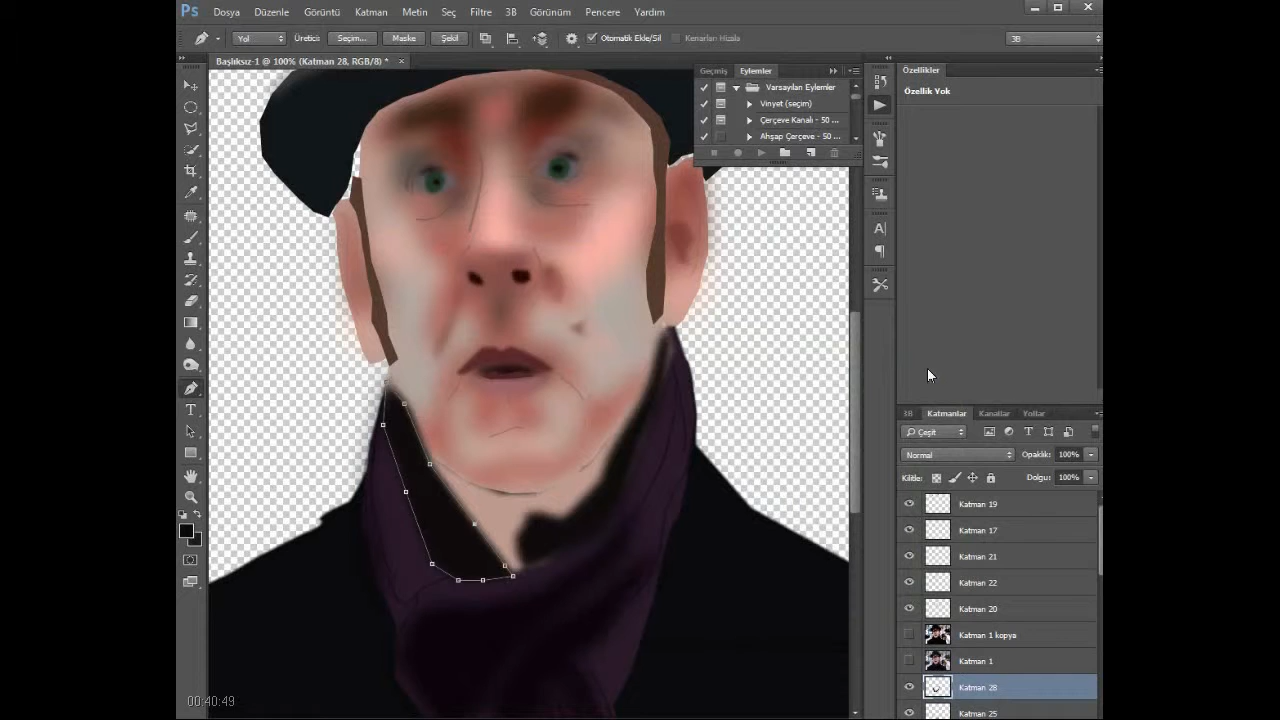 Ps Dosya Düzenle Görüntü Katman Metin Seç Filtre 3B Görünüm Pencere Yardım
Yol Üretici: Seçim... Maske Şekil Otomatik Ekle/Sil Kenarları Hizala 3B
Başlıksız-1 @ 100% (Katman 28, RGB/8) * ×
Geçmiş Eylemler
Varsayılan Eylemler
Vinyet (seçim)
Çerçeve Kanalı - 50 ...
Ahşap Çerçeve - 50 ...
Özellikler
Özellik Yok
3B Katmanlar Kanallar Yollar
Çeşit
Normal Opaklık: 100%
Kilitle: Dolgu: 100%
Katman 19
Katman 17
Katman 21
Katman 22
Katman 20
Katman 1 kopya
Katman 1
Katman 28
Katman 25
00:40:49